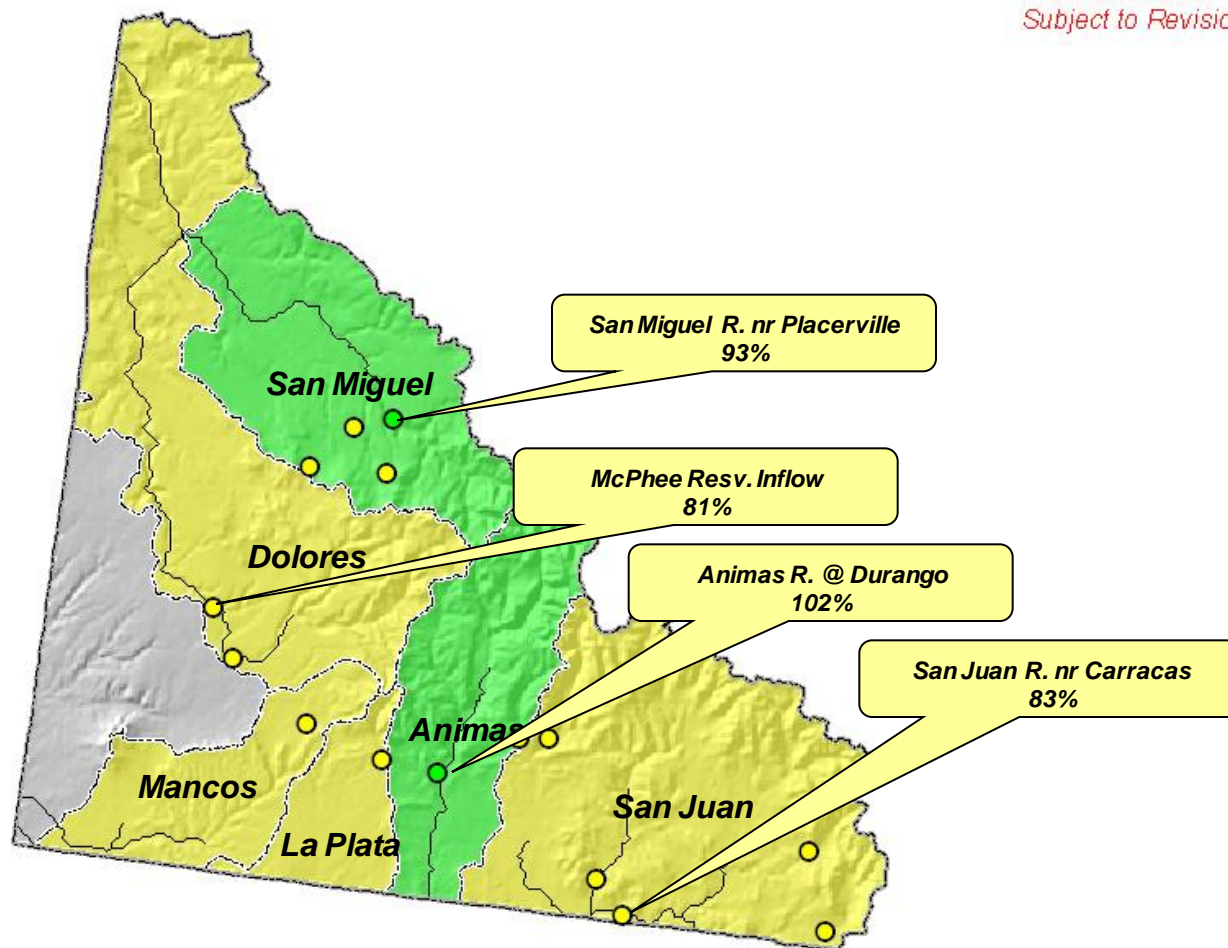 Subject to Revisio
San Miguel R. nr Placerville
93%
San Miguel
McPhee Resv. Inflow
81%
Dolores
Animas R. @ Durango
102%
San Juan R. nr Carracas
83%
Animas
Mancos
San Juan
La Plata